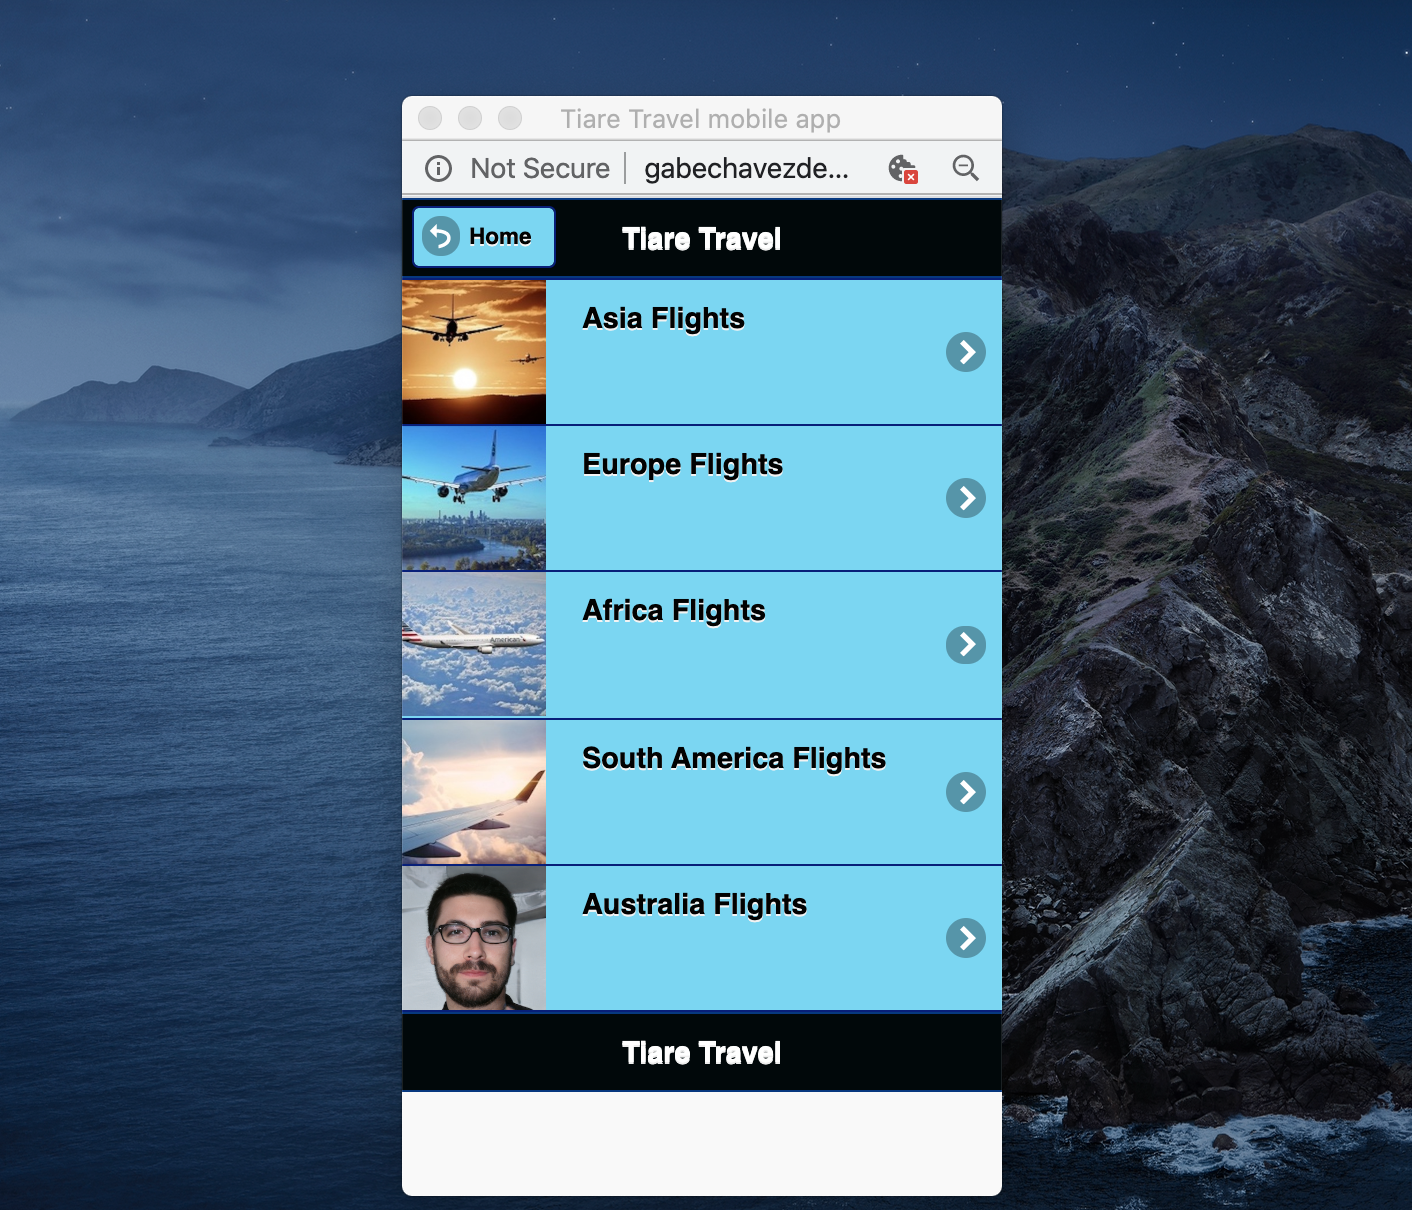 Tiare Travel mobile app
Not Secure gabechavezde...
Home
Tiare Travel
Asia Flights
Europe Flights
American
Africa Flights
South America Flights
Australia Flights
Tiare Travel